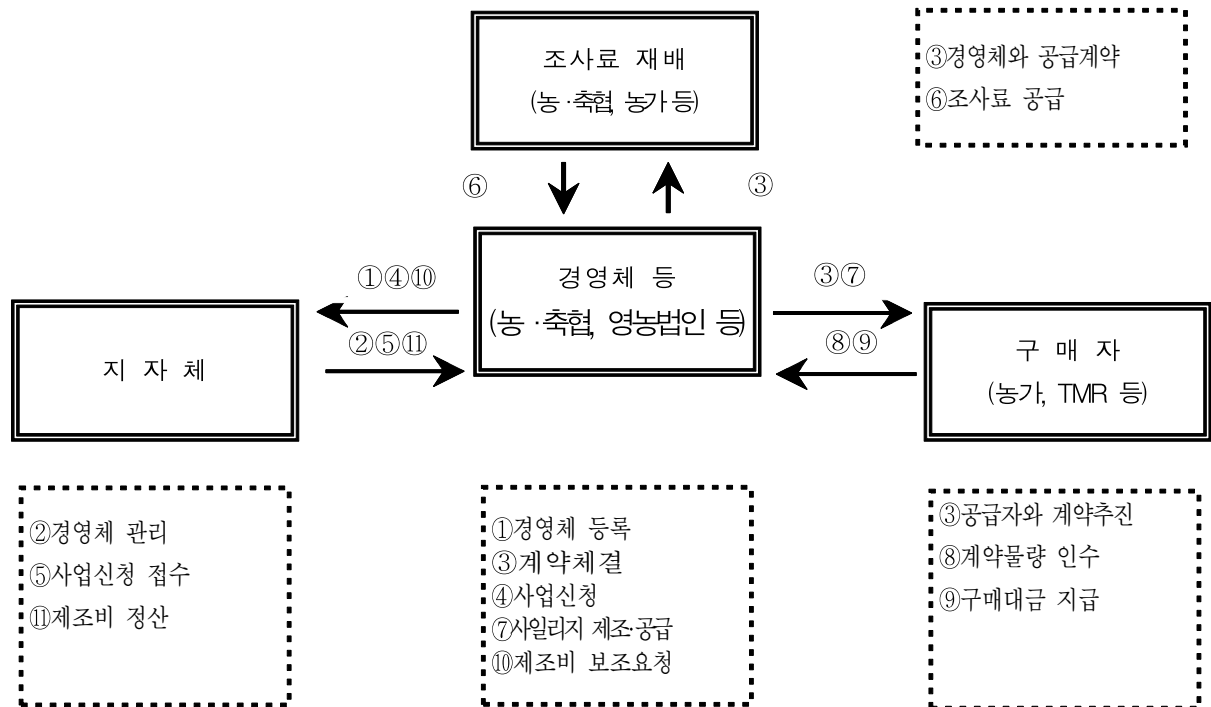 조사료 재배
(농·축협, 농가 등)
③경영체와 공급계약
⑥조사료 공급
⑥
③
①④⑩
경영체 등
(농·축협, 영농법인 등)
③⑦
지 자 체
②⑤⑪
⑧⑨
구 매 자
(농가, TMR 등)
②경영체 관리
⑤사업신청 접수
⑪제조비 정산
①경영체 등록
③계약체결
④사업신청
⑦사일리지 제조·공급
⑩제조비 보조요청
③공급자와 계약추진
⑧계약물량 인수
⑨구매대금 지급